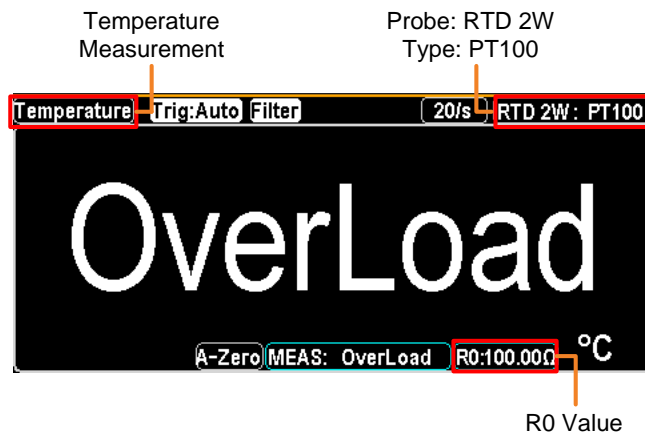 Temperature
Measurement
Probe: RTD 2W
Type: PT100
Temperature Trig:Auto Filter 20/s RTD 2W: PT100
OverLoad
A-Zero MEAS: OverLoad R0:100.00Ω °C
R0 Value